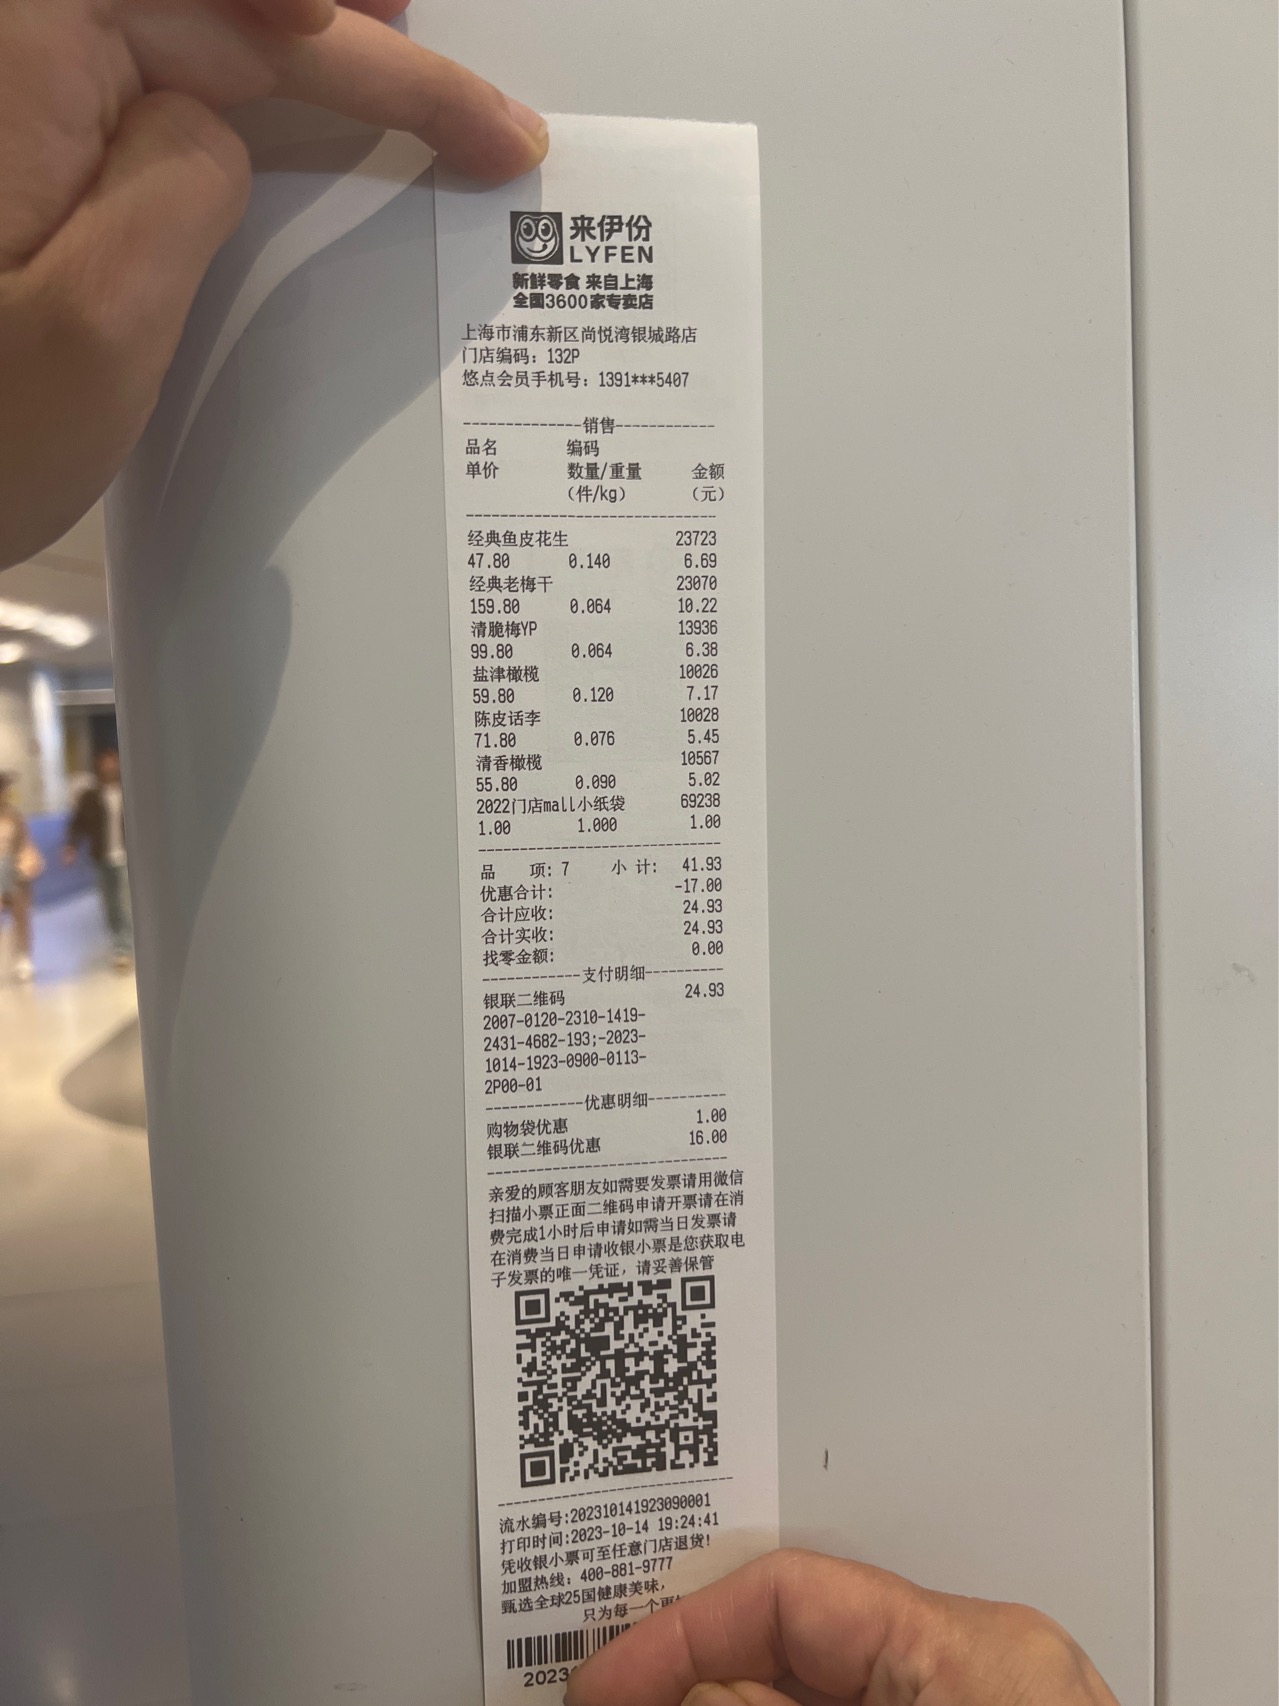 来伊份
LYFEN
新鲜零食 来自上海
全国3600家专卖店
上海市浦东新区尚悦湾银城路店
门店编码：132P
悠点会员手机号：1391***5407
--------------销售------------
品名 编码
单价 数量/重量 金额
（件/kg） （元）
------------------------------
经典鱼皮花生 23723
47.80 0.140 6.69
经典老梅干 23070
159.80 0.064 10.22
清脆梅YP 13936
99.80 0.064 6.38
盐津橄榄 10026
59.80 0.120 7.17
陈皮话李 10028
71.80 0.076 5.45
清香橄榄 10567
55.80 0.090 5.02
2022门店mall小纸袋 69238
1.00 1.000 1.00
------------------------------
品 项: 7 小 计: 41.93
优惠合计: -17.00
合计应收: 24.93
合计实收: 24.93
找零金额: 0.00
------------支付明细----------
银联二维码 24.93
2007-0120-2310-1419-
2431-4682-193;-2023-
1014-1923-0900-0113-
2P00-01
------------优惠明细----------
购物袋优惠 1.00
银联二维码优惠 16.00
------------------------------
亲爱的顾客朋友如需要发票请用微信
扫描小票正面二维码申请开票请在消
费完成1小时后申请如需当日发票请
在消费当日申请收银小票是您获取电
子发票的唯一凭证，请妥善保管
------------------------------
流水编号:202310141923090001
打印时间:2023-10-14 19:24:41
凭收银小票可至任意门店退货!
加盟热线：400-881-9777
甄选全球25国健康美味，
只为每一个更
2023